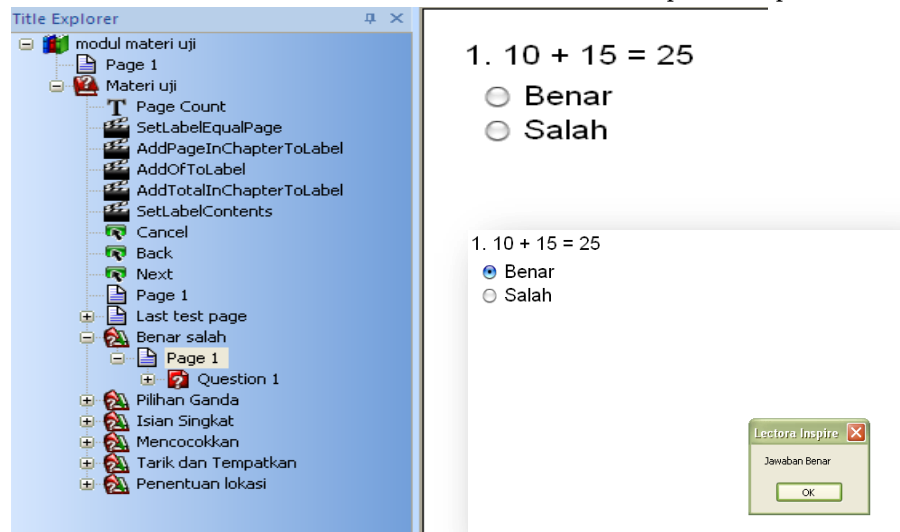 Title Explorer
modul materi uji
Page 1
Materi uji
T Page Count
SetLabelEqualPage
AddPageInChapterToLabel
AddOfToLabel
AddTotalInChapterToLabel
SetLabelContents
Cancel
Back
Next
Page 1
Last test page
Benar salah
Page 1
Question 1
Pilihan Ganda
Isian Singkat
Mencocokkan
Tarik dan Tempatkan
Penentuan lokasi
1. 10 + 15 = 25
Benar
Salah
1. 10 + 15 = 25
Benar
Salah
Lectora Inspire
Jawaban Benar
OK